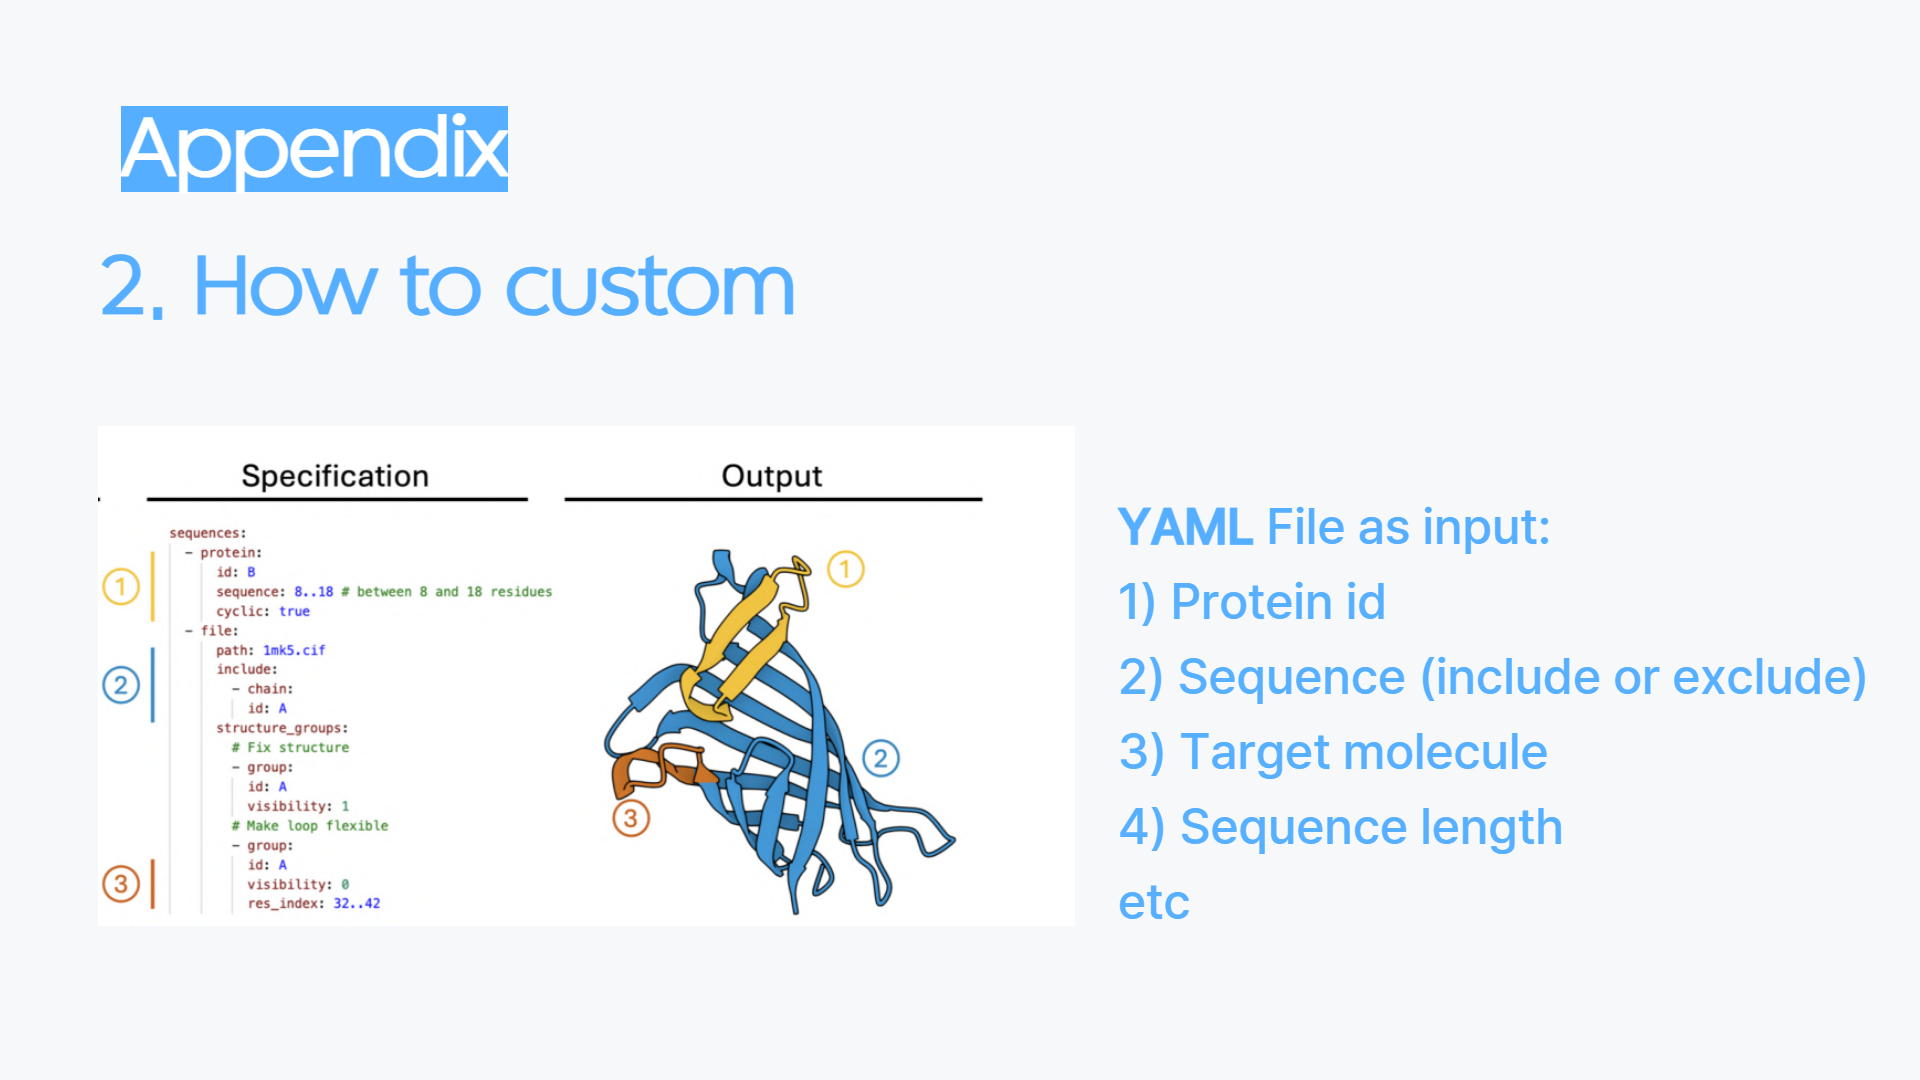 Appendix
2. How to custom
Specification
Output
sequences:
- protein:
id: B
sequence: 8..18 # between 8 and 18 residues
cyclic: true
- file:
path: 1mk5.cif
include:
- chain:
id: A
structure_groups:
# Fix structure
- group:
id: A
visibility: 1
# Make loop flexible
- group:
id: A
visibility: 0
res_index: 32..42
1
2
3
1
2
3
YAML File as input:
1) Protein id
2) Sequence (include or exclude)
3) Target molecule
4) Sequence length
etc